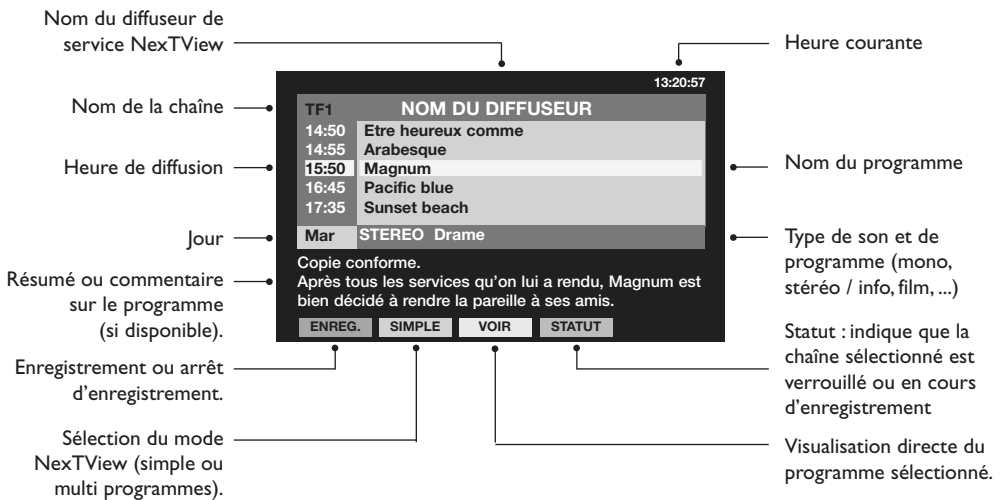 Nom du diffuseur de
service NexTView
Heure courante
13:20:57
Nom de la chaîne
TF1 NOM DU DIFFUSEUR
14:50 Etre heureux comme
14:55 Arabesque
Heure de diffusion
15:50 Magnum
Nom du programme
16:45 Pacific blue
17:35 Sunset beach
Jour
Mar STEREO Drame
Type de son et de
programme (mono,
stéréo / info, film, ...)
Résumé ou commentaire
sur le programme
(si disponible).
Copie conforme.
Après tous les services qu'on lui a rendu, Magnum est
bien décidé à rendre la pareille à ses amis.
ENREG. SIMPLE VOIR STATUT
Statut : indique que la
chaîne sélectionné est
verrouillé ou en cours
d'enregistrement
Enregistrement ou arrêt
d'enregistrement.
Sélection du mode
NexTView (simple ou
multi programmes).
Visualisation directe du
programme sélectionné.